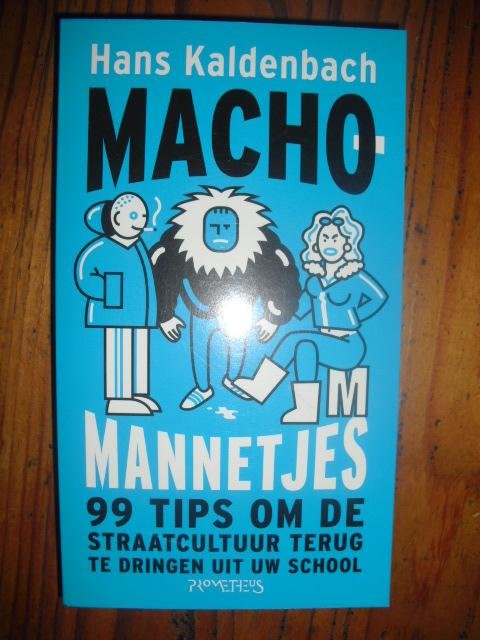 Hans Kaldenbach
MACHO-
M
MANNETJES
99 TIPS OM DE
STRAATCULTUUR TERUG
TE DRINGEN UIT UW SCHOOL
PROMETHEUS